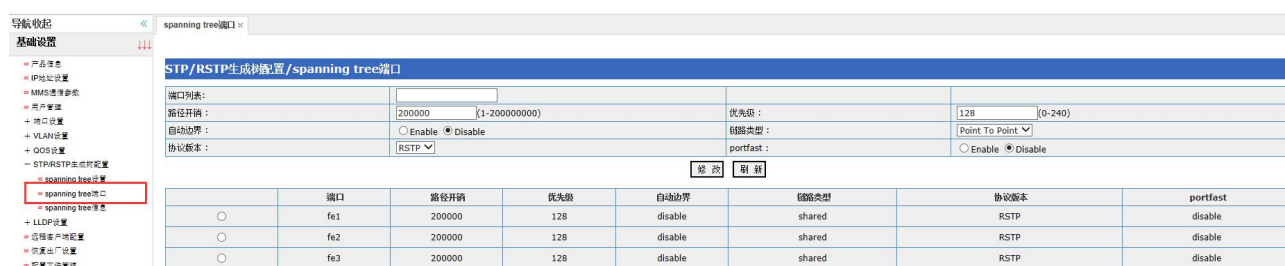 导航收起 «
基础设置
产品信息
IP地址设置
MMS通信参数
用户管理
+ 端口设置
+ VLAN设置
+ QOS设置
− STP/RSTP生成树配置
spanning tree设置
spanning tree端口
spanning tree信息
+ LLDP设置
远程客户端配置
恢复出厂设置
配置文件管理
spanning tree端口 ×
STP/RSTP生成树配置/spanning tree端口
端口列表:
路径开销: 200000 (1-200000000) 优先级: 128 (0-240)
自动边界: Enable Disable 链路类型: Point To Point
协议版本: RSTP portfast: Enable Disable
修 改 刷 新
端口 路径开销 优先级 自动边界 链路类型 协议版本 portfast
fe1 200000 128 disable shared RSTP disable
fe2 200000 128 disable shared RSTP disable
fe3 200000 128 disable shared RSTP disable